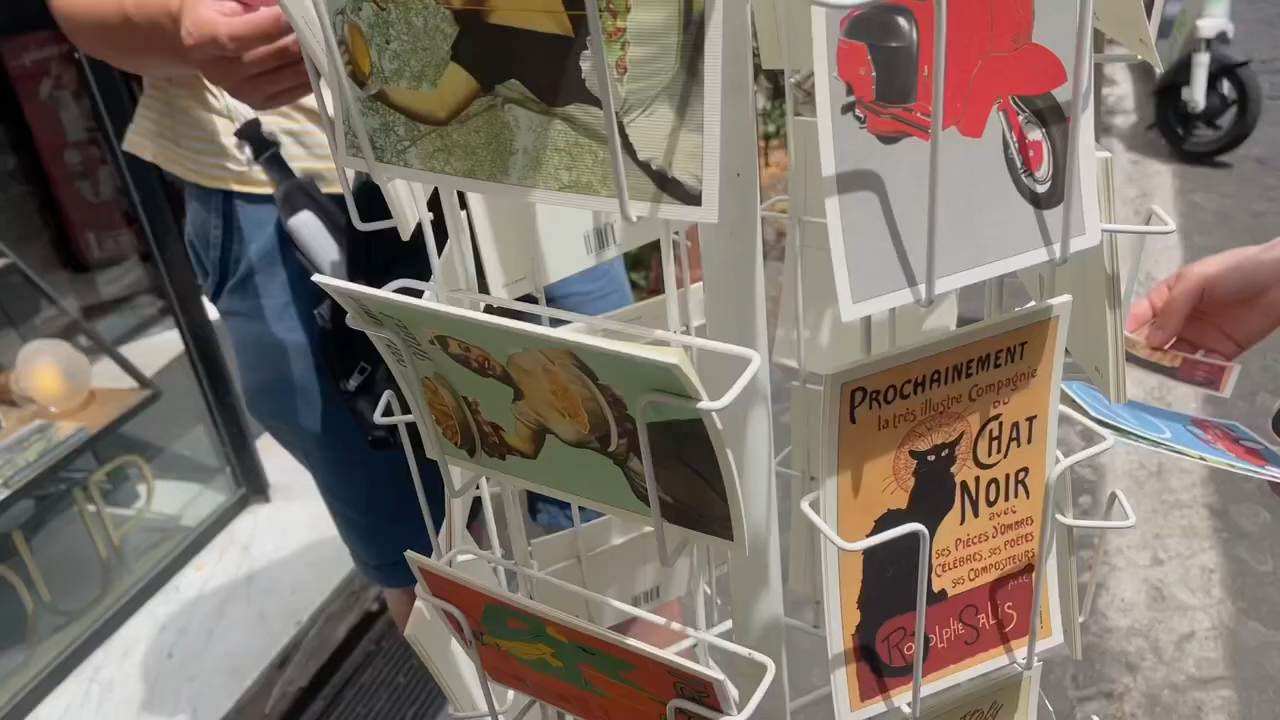 PROCHAINEMENT
la très illustre Compagnie
DU
CHAT
NOIR
avec
SES PIÈCES D'OMBRES
CÉLÈBRES, SES POÈTES
SES COMPOSITEURS
AVEC
RODOLPHE SALIS